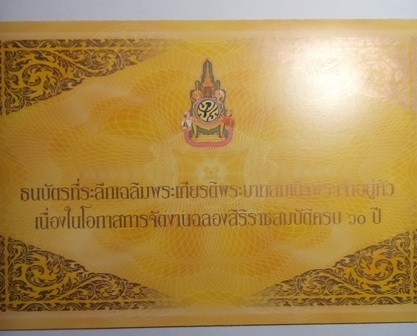 ธนบัตรที่ระลึกเฉลิมพระเกียรติพระบาทสมเด็จพระเจ้าอยู่หัว
เนื่องในโอกาสการจัดงานฉลองสิริราชสมบัติครบ ๖๐ ปี